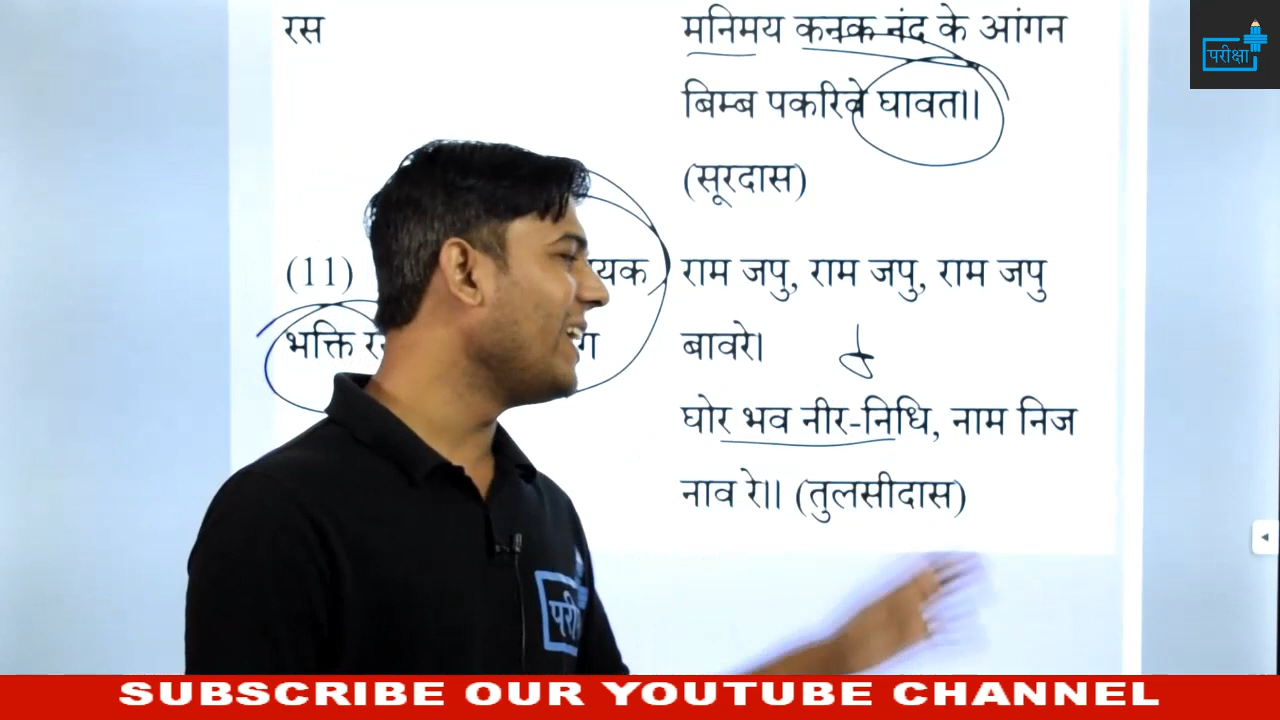 रस
मनिमय कनक नंद के आंगन
बिम्ब पकरिवे घावत॥
(सूरदास)
परीक्षा
(11)
भक्ति
राम जपु, राम जपु, राम जपु
बावरे।
घोर भव नीर-निधि, नाम निज
नाव रे॥ (तुलसीदास)
SUBSCRIBE OUR YOUTUBE CHANNEL